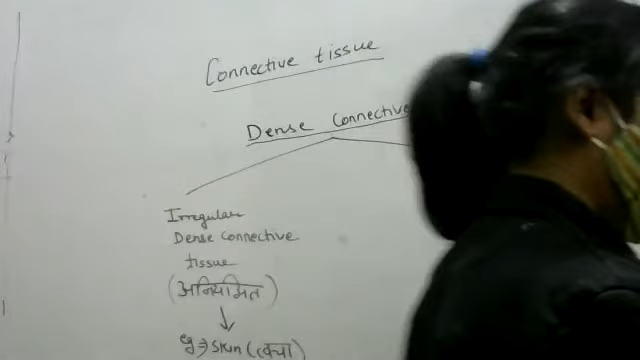 Connective tissue
Dense Connective
Irregular
Dense connective
tissue
(अनियमित)
eg → skin (त्वचा)